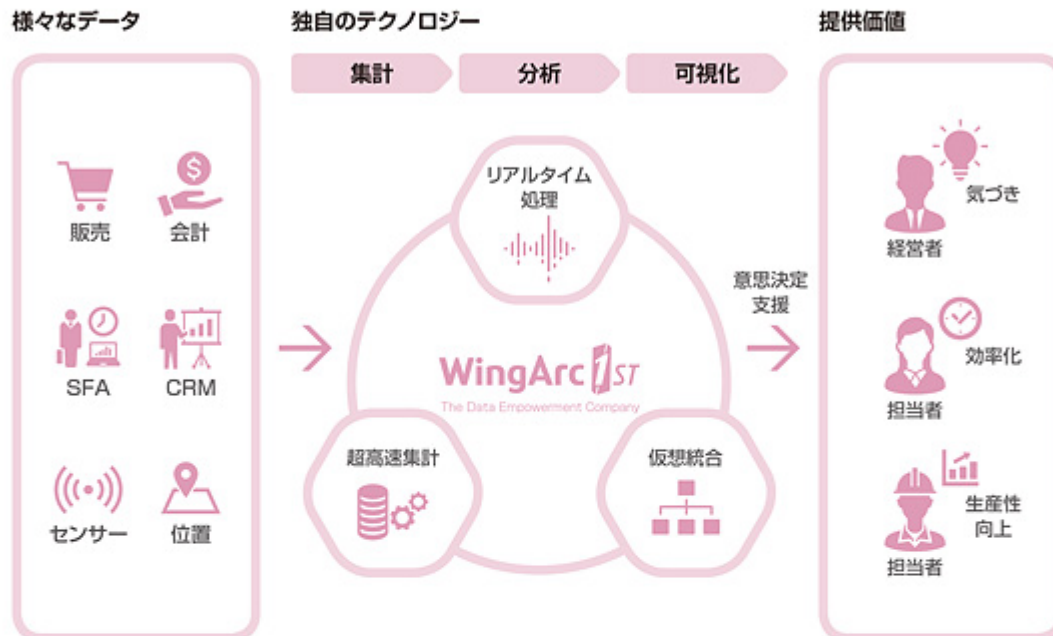 様々なデータ
独自のテクノロジー
提供価値
集計
分析
可視化
販売
会計
SFA
CRM
センサー
位置
リアルタイム
処理
WingArc1ST
The Data Empowerment Company
超高速集計
仮想統合
意思決定
支援
気づき
経営者
効率化
担当者
生産性
向上
担当者